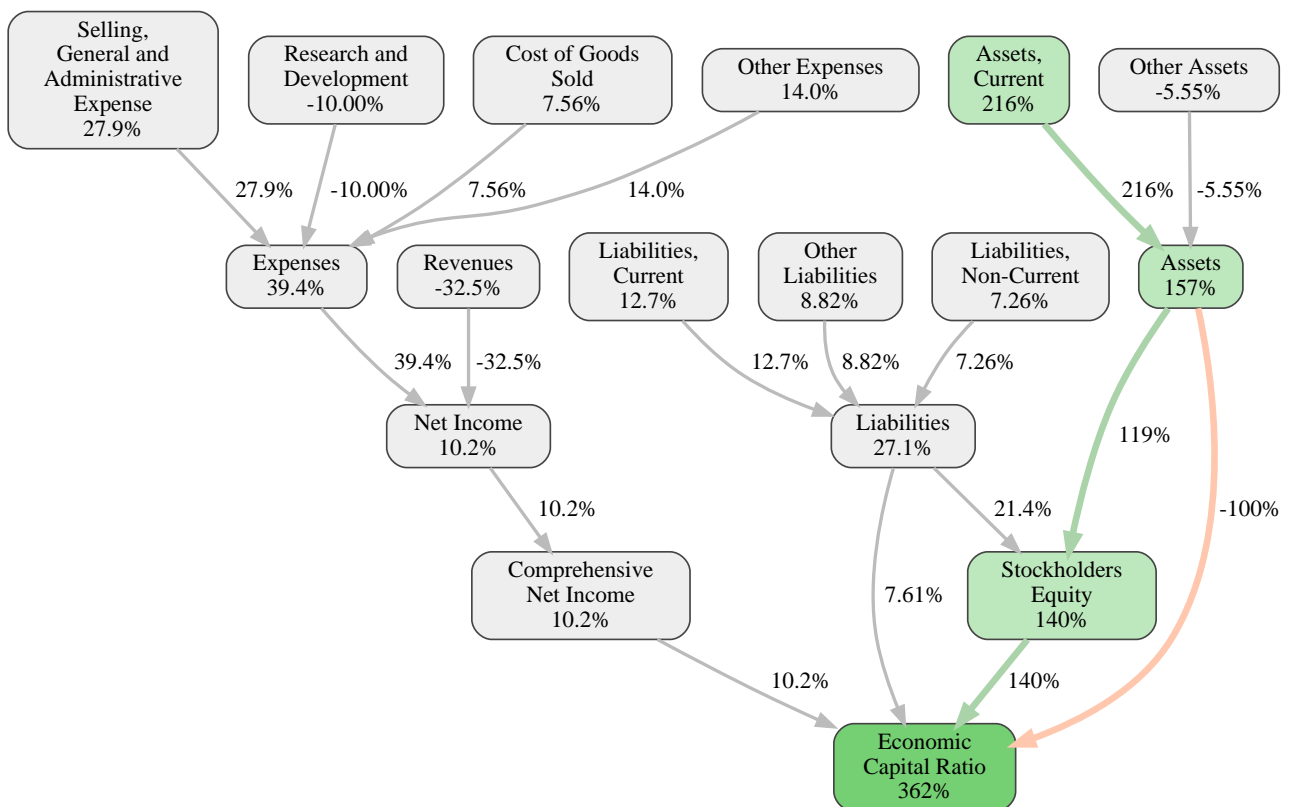 Selling,
General and
Administrative
Expense
27.9%
Research and
Development
-10.00%
Cost of Goods
Sold
7.56%
Other Expenses
14.0%
Assets,
Current
216%
Other Assets
-5.55%
27.9%
-10.00%
7.56%
14.0%
216%
-5.55%
Expenses
39.4%
Revenues
-32.5%
Liabilities,
Current
12.7%
Other
Liabilities
8.82%
Liabilities,
Non-Current
7.26%
Assets
157%
39.4%
-32.5%
12.7%
8.82%
7.26%
Net Income
10.2%
Liabilities
27.1%
119%
10.2%
21.4%
-100%
Comprehensive
Net Income
10.2%
7.61%
Stockholders
Equity
140%
10.2%
140%
Economic
Capital Ratio
362%